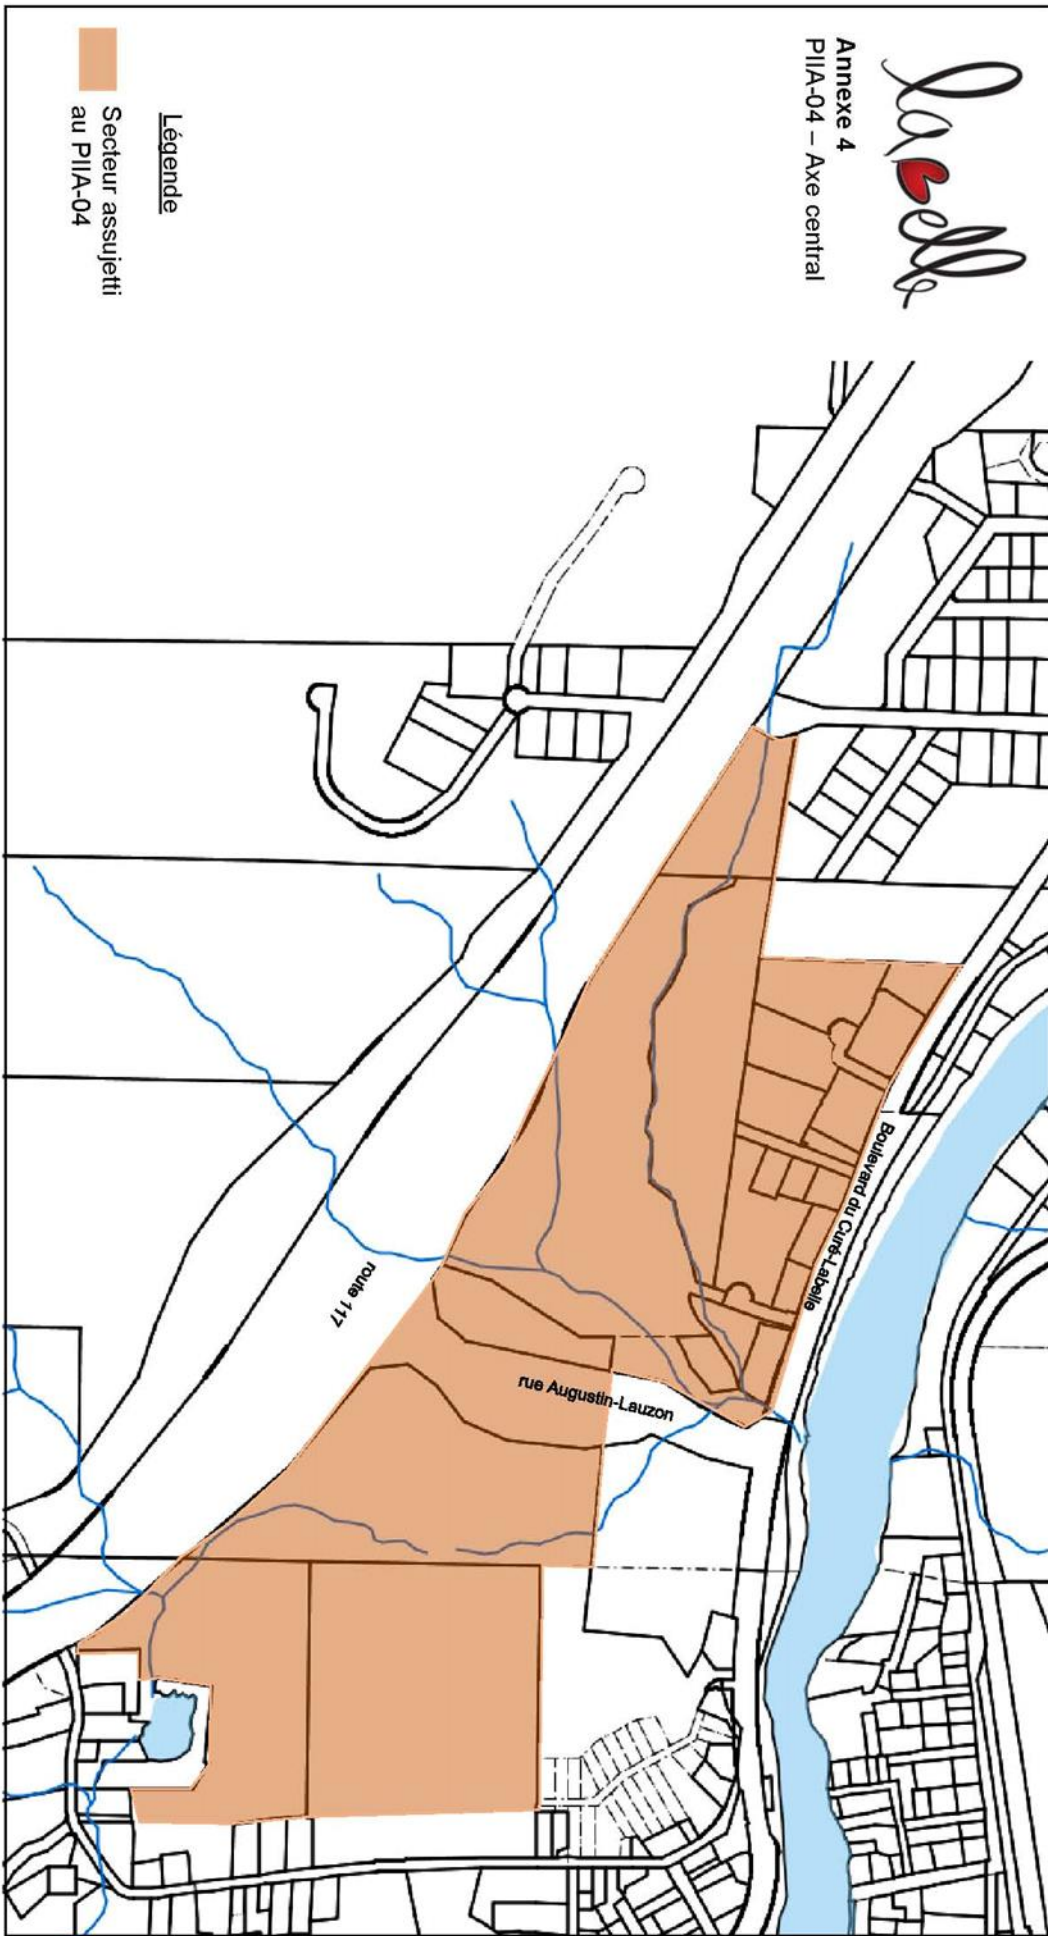 Labelle
Annexe 4
PIIA-04 – Axe central
Légende
Secteur assujetti
au PIIA-04
Boulevard du Curé-Labelle
route 117
rue Augustin-Lauzon